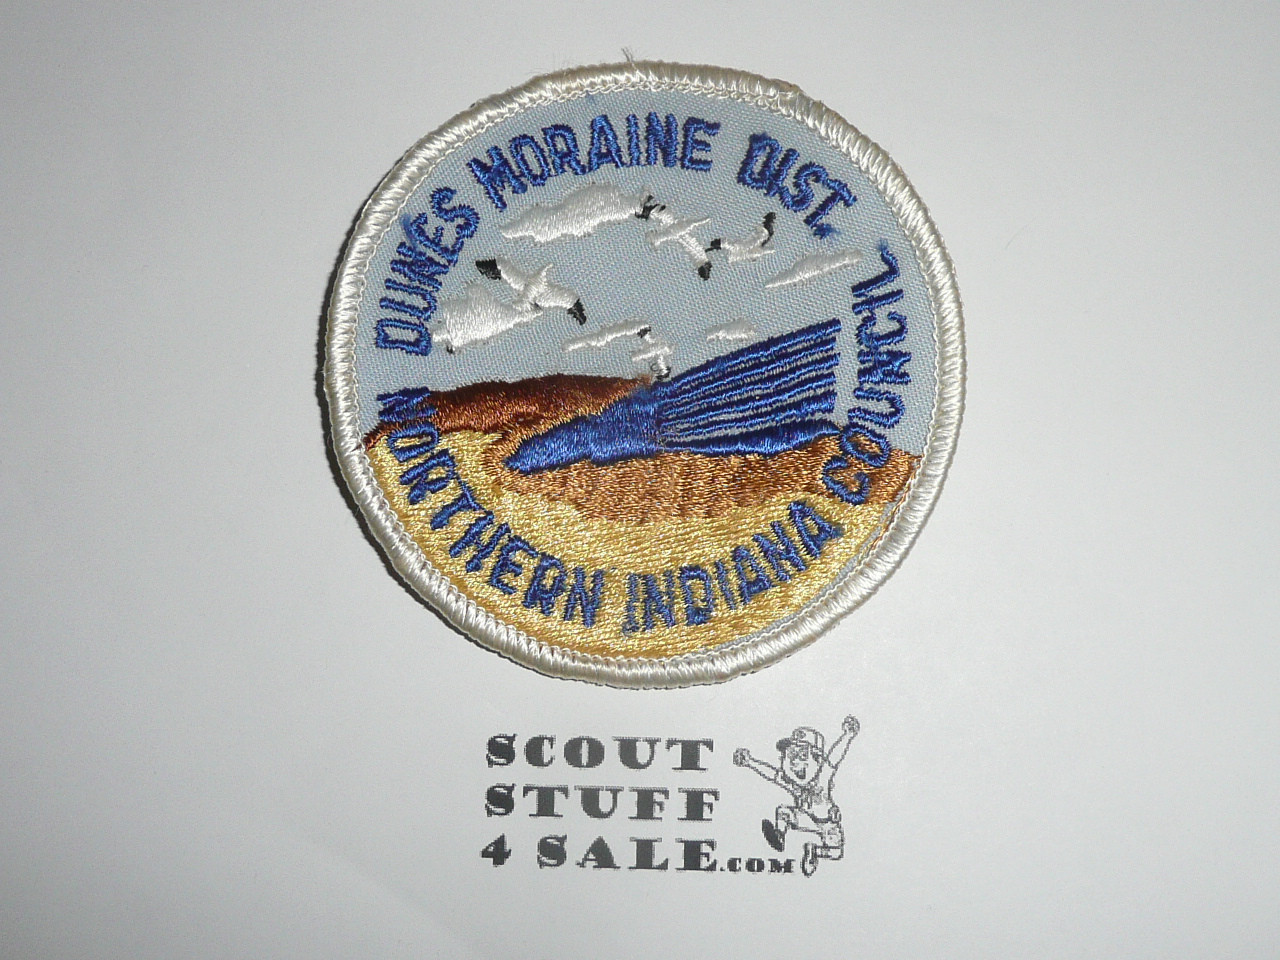 DUNES MORAINE DIST.
NORTHERN INDIANA COUNCIL
SCOUT
STUFF
4 SALE.COM